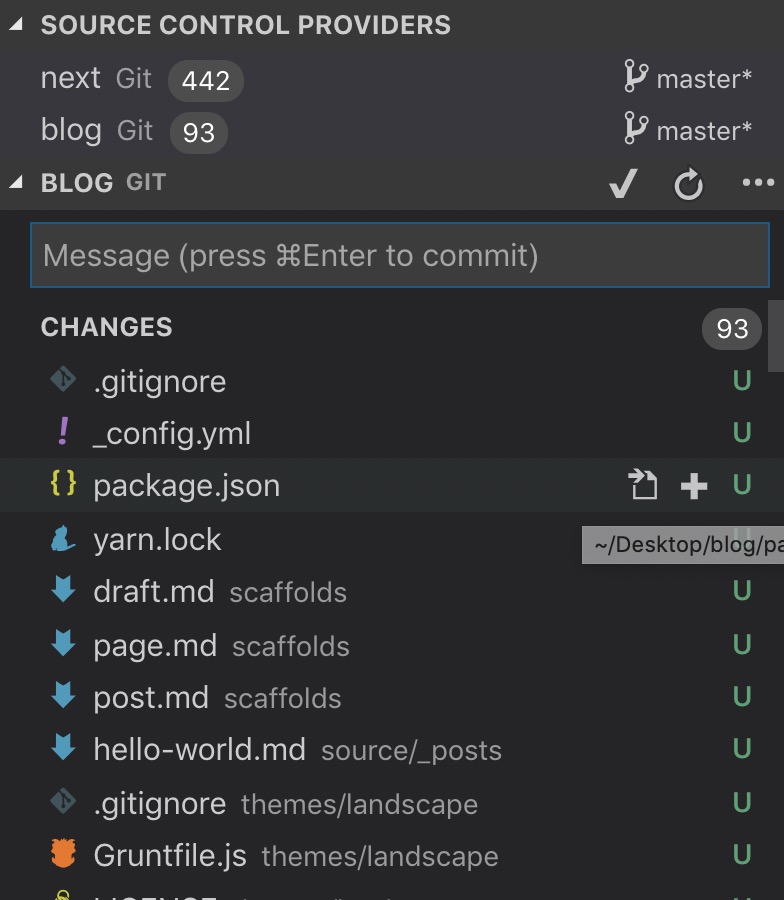 SOURCE CONTROL PROVIDERS
next Git 442 master*
blog Git 93 master*
BLOG GIT
Message (press ⌘Enter to commit)
CHANGES 93
.gitignore U
! _config.yml U
{} package.json U
yarn.lock
~/Desktop/blog/pa
draft.md scaffolds U
page.md scaffolds U
post.md scaffolds U
hello-world.md source/_posts U
.gitignore themes/landscape U
Gruntfile.js themes/landscape U